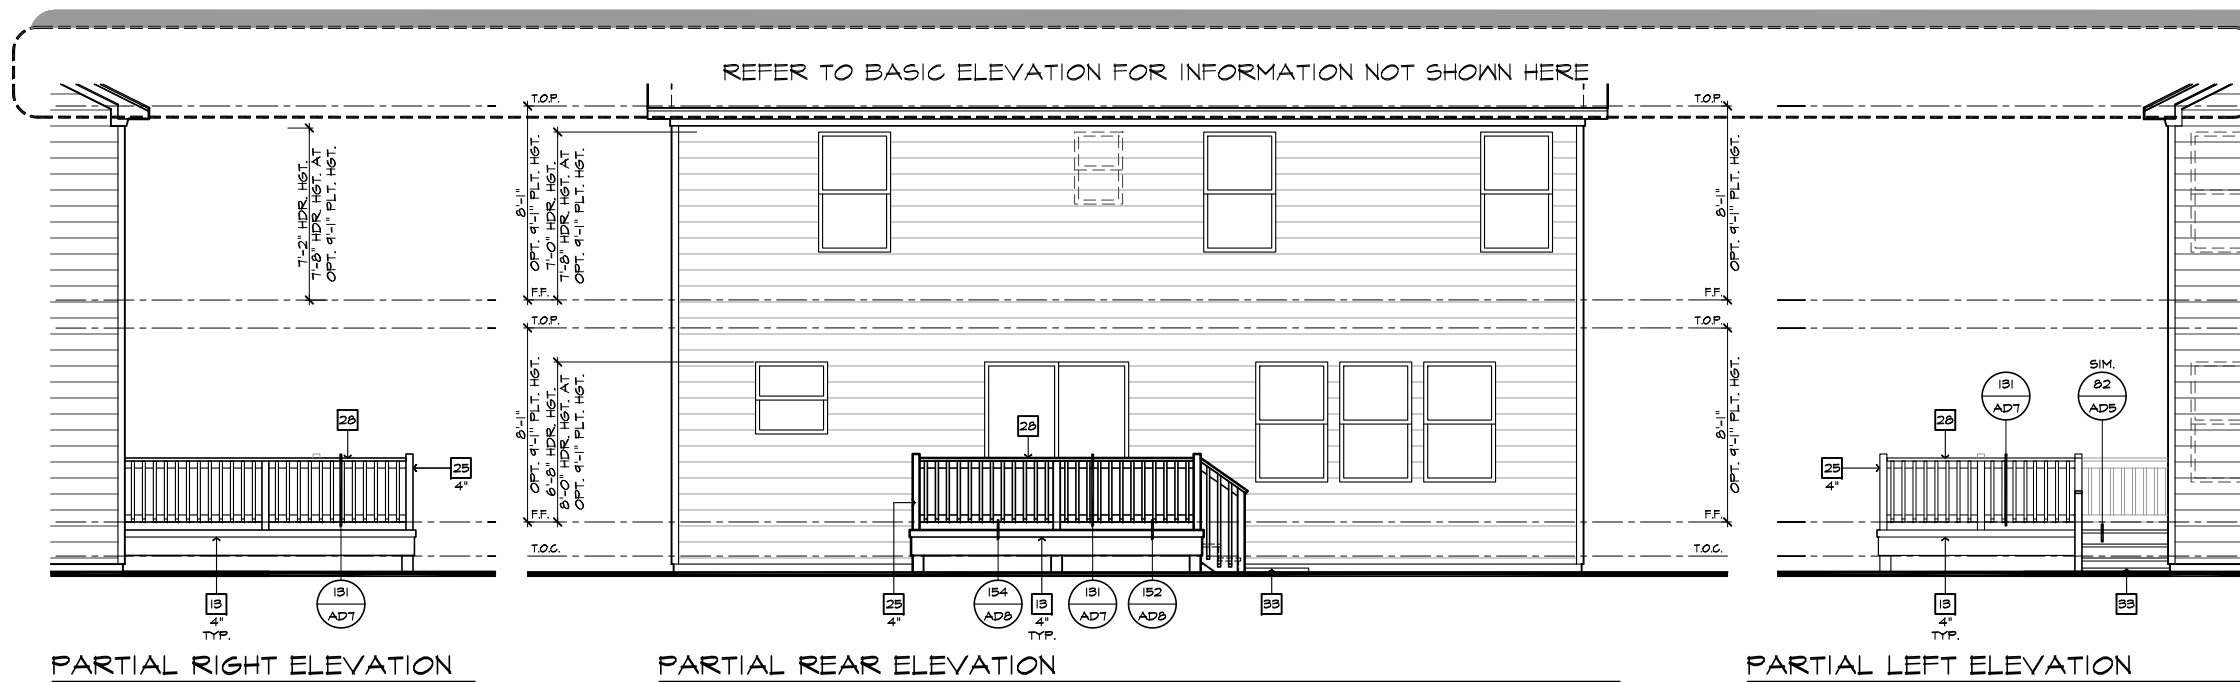 REFER TO BASIC ELEVATION FOR INFORMATION NOT SHOWN HERE
7'-2" HDR. HGT.
7'-8" HDR. HGT. AT
OPT. 9'-1" PLT. HGT.
28
25
4"
13
4"
TYP.
131
AD7
PARTIAL RIGHT ELEVATION
T.O.P.
8'-1"
OPT. 9'-1" PLT. HGT.
7'-0" HDR. HGT.
7'-8" HDR. HGT. AT
OPT. 9'-1" PLT. HGT.
F.F.
T.O.P.
8'-1"
OPT. 9'-1" PLT. HGT.
6'-8" HDR. HGT.
8'-0" HDR. HGT. AT
OPT. 9'-1" PLT. HGT.
F.F.
T.O.C.
28
25
4"
154
AD8
13
4"
TYP.
131
AD7
152
AD8
33
PARTIAL REAR ELEVATION
T.O.P.
8'-1"
OPT. 9'-1" PLT. HGT.
F.F.
T.O.P.
8'-1"
OPT. 9'-1" PLT. HGT.
F.F.
T.O.C.
SIM.
131
AD7
82
AD5
28
25
4"
13
4"
TYP.
33
PARTIAL LEFT ELEVATION